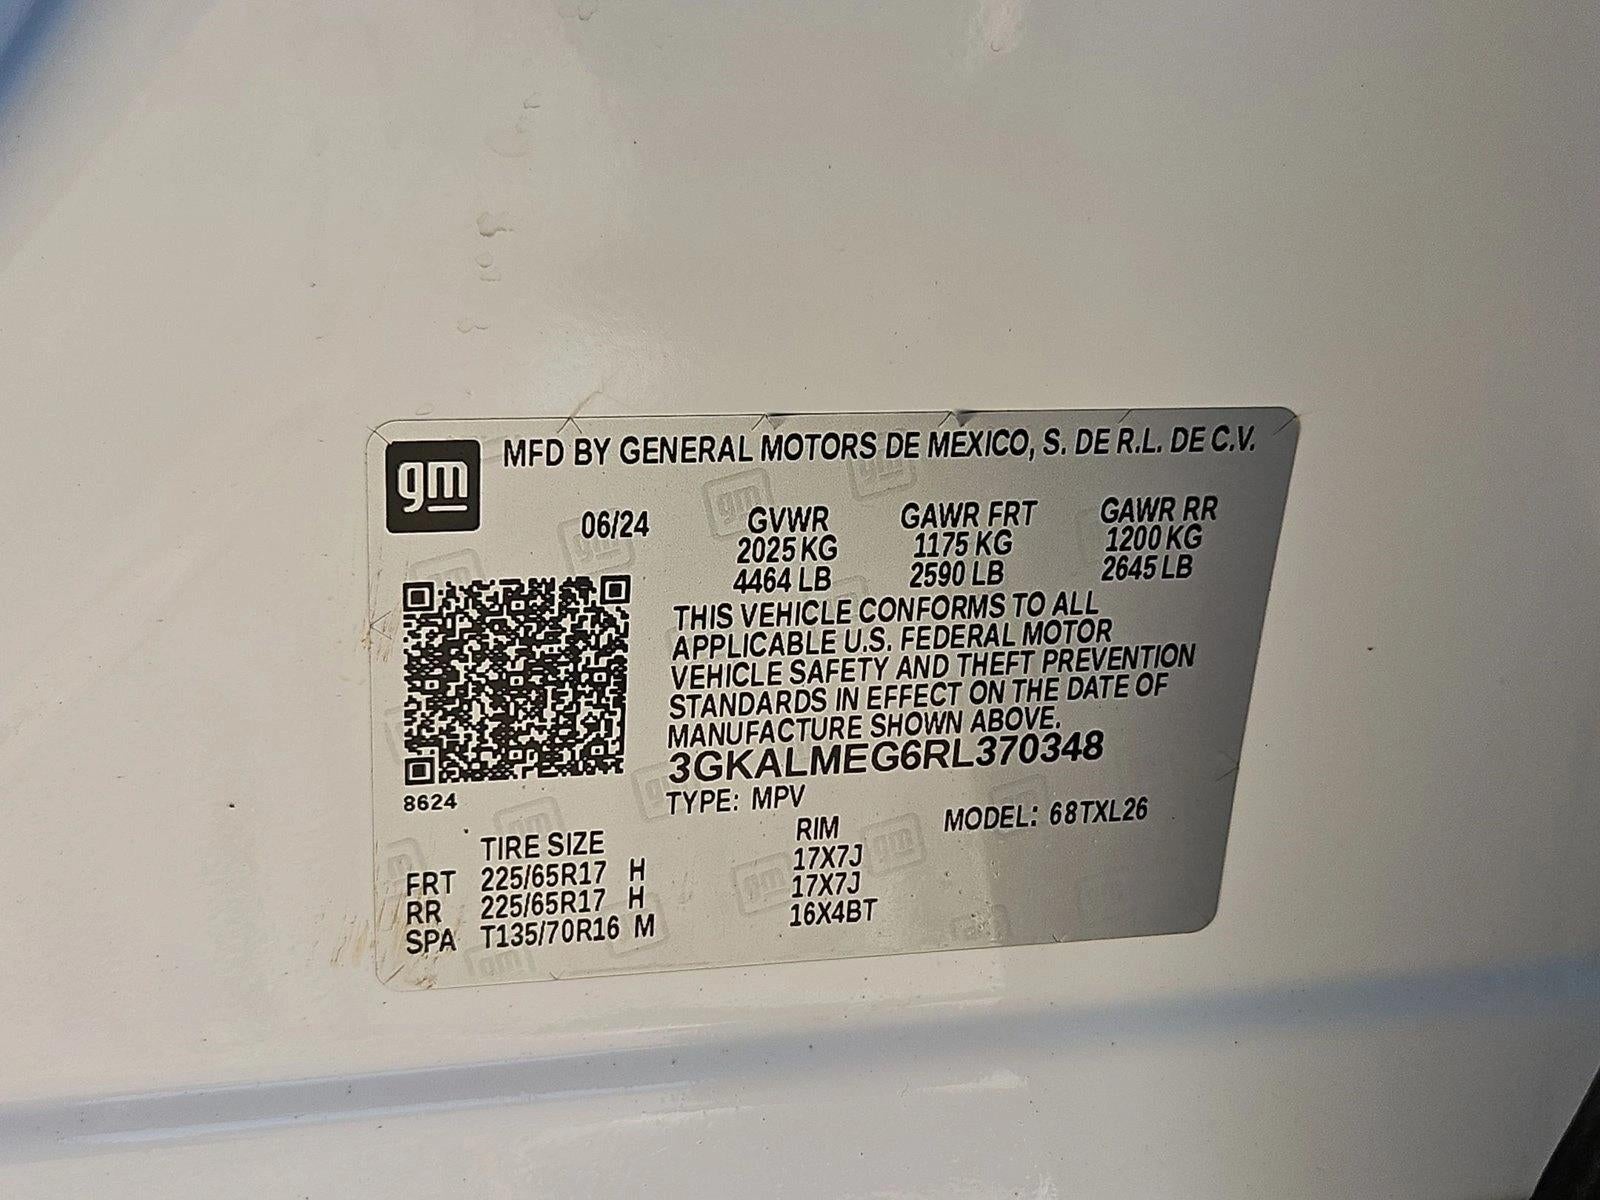 gm
MFD BY GENERAL MOTORS DE MEXICO, S. DE R.L. DE C.V.
06/24 GVWR GAWR FRT GAWR RR
2025 KG 1175 KG 1200 KG
4464 LB 2590 LB 2645 LB
THIS VEHICLE CONFORMS TO ALL
APPLICABLE U.S. FEDERAL MOTOR
VEHICLE SAFETY AND THEFT PREVENTION
STANDARDS IN EFFECT ON THE DATE OF
MANUFACTURE SHOWN ABOVE.
3GKALMEG6RL370348
8624
TYPE: MPV MODEL: 68TXL26
TIRE SIZE RIM
FRT 225/65R17 H 17X7J
RR 225/65R17 H 17X7J
SPA T135/70R16 M 16X4BT